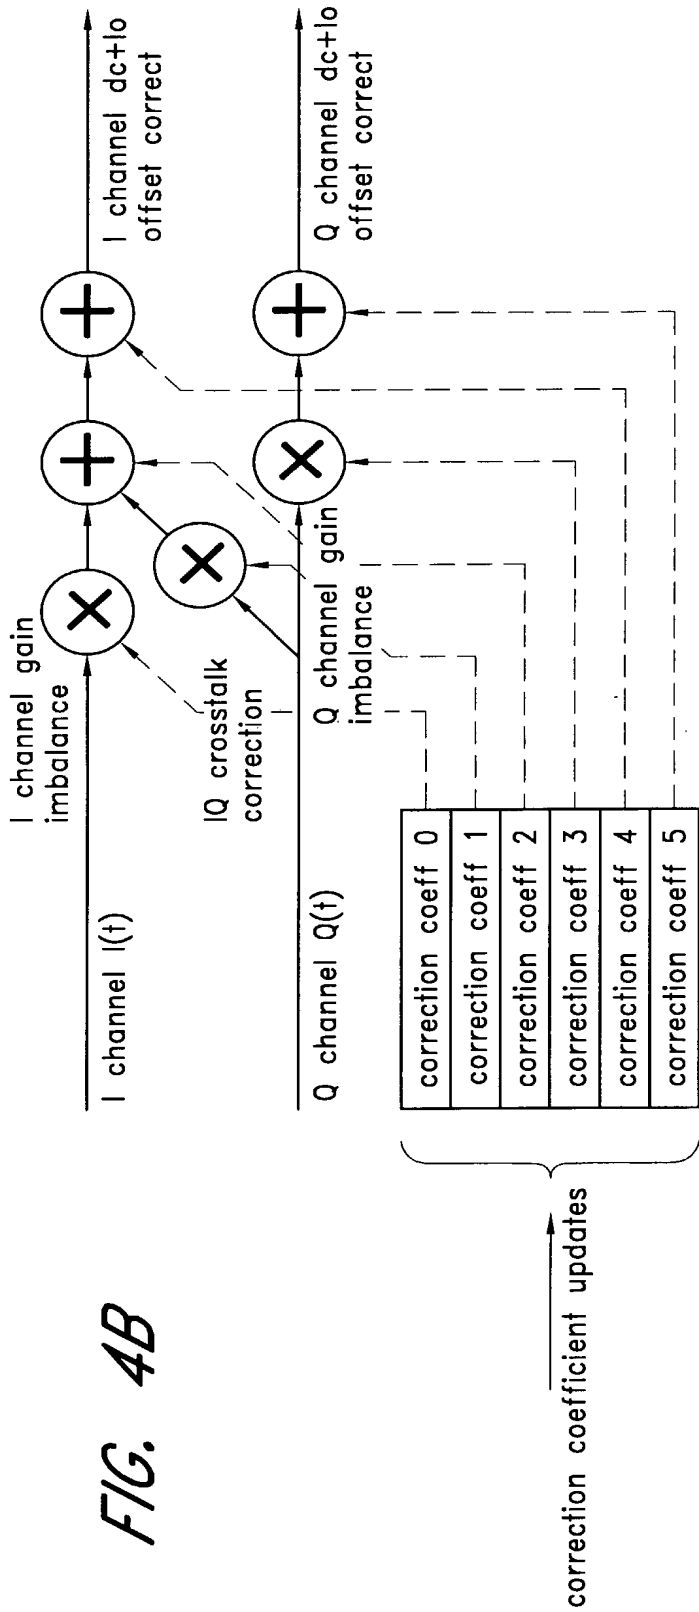 FIG. 4B
I channel gain
imbalance
I channel I(t)
I channel dc+lo
offset correct
IQ crosstalk
correction
Q channel gain
imbalance
Q channel Q(t)
Q channel dc+lo
offset correct
correction coeff 0
correction coeff 1
correction coeff 2
correction coeff 3
correction coeff 4
correction coeff 5
correction coefficient updates